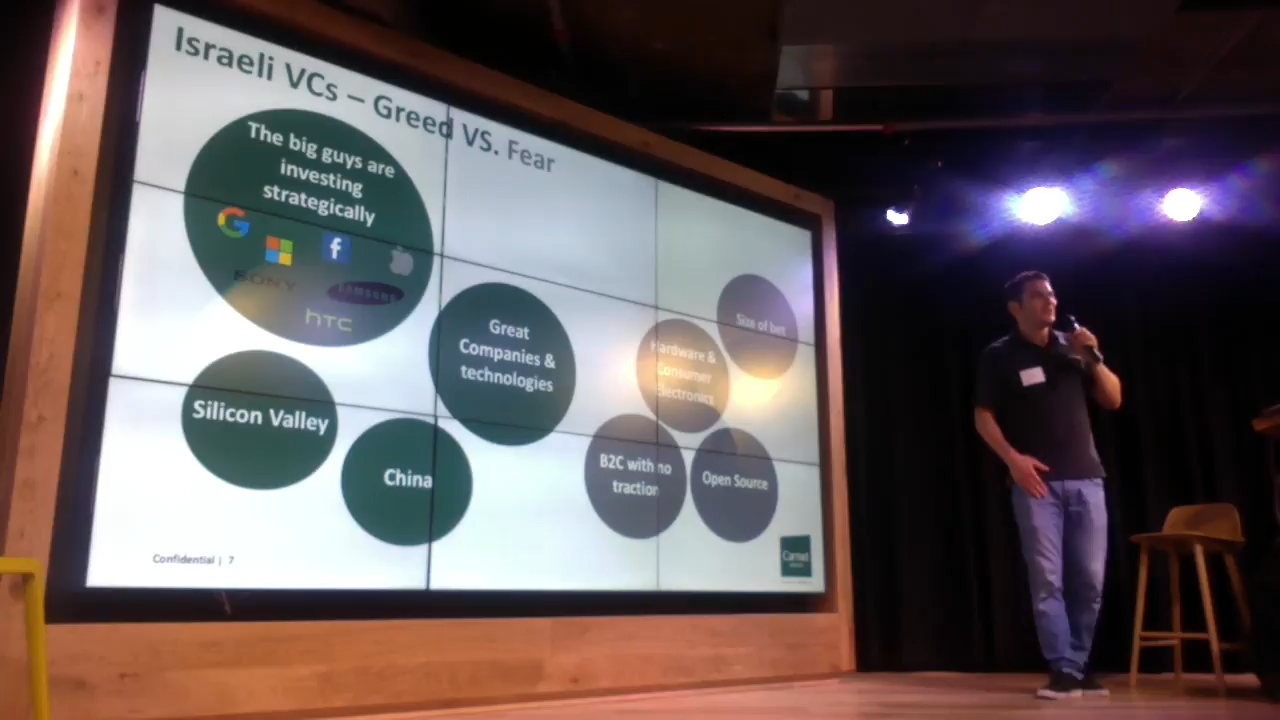 Israeli VCs – Greed VS. Fear
The big guys are
investing
strategically
G
f
SONY
SAMSUNG
hTC
Great
Companies &
technologies
Silicon Valley
China
Size of bet
Hardware &
Consumer
Electronics
B2C with no
traction
Open Source
Confidential | 7
Carmel